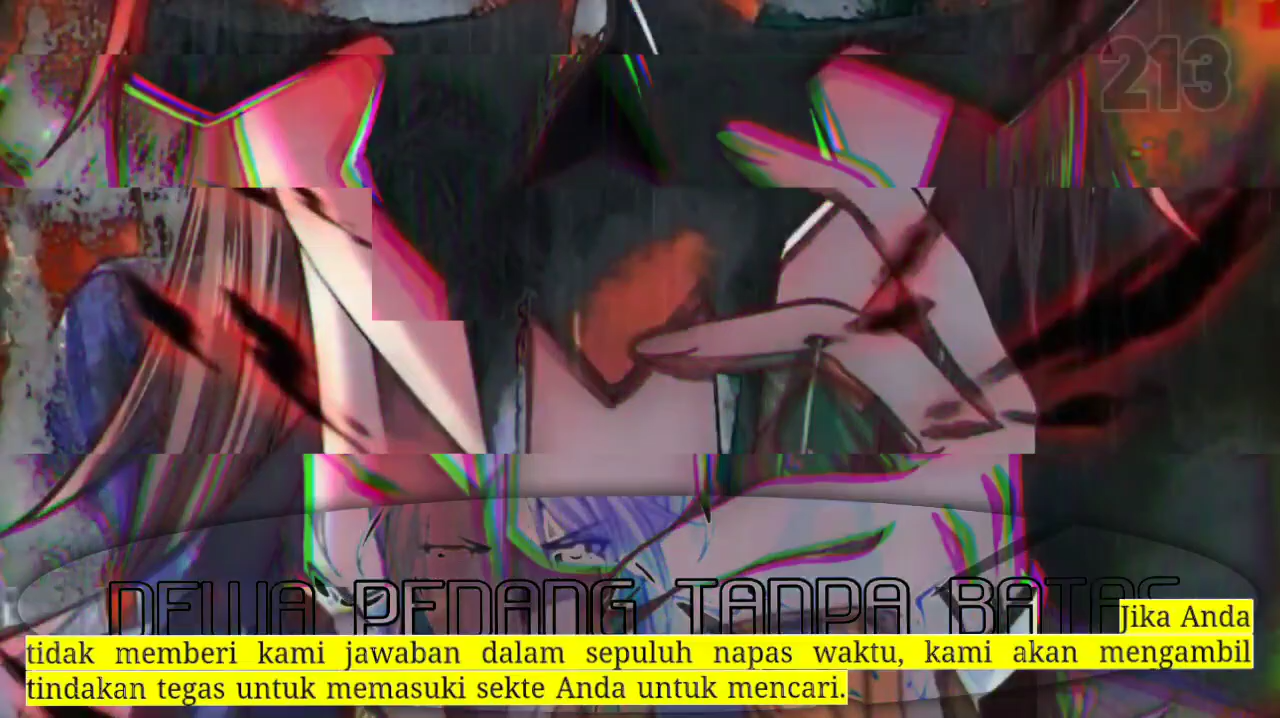 213
DEWA PEDANG TANPA BATAS
Jika Anda
tidak memberi kami jawaban dalam sepuluh napas waktu, kami akan mengambil
tindakan tegas untuk memasuki sekte Anda untuk mencari.